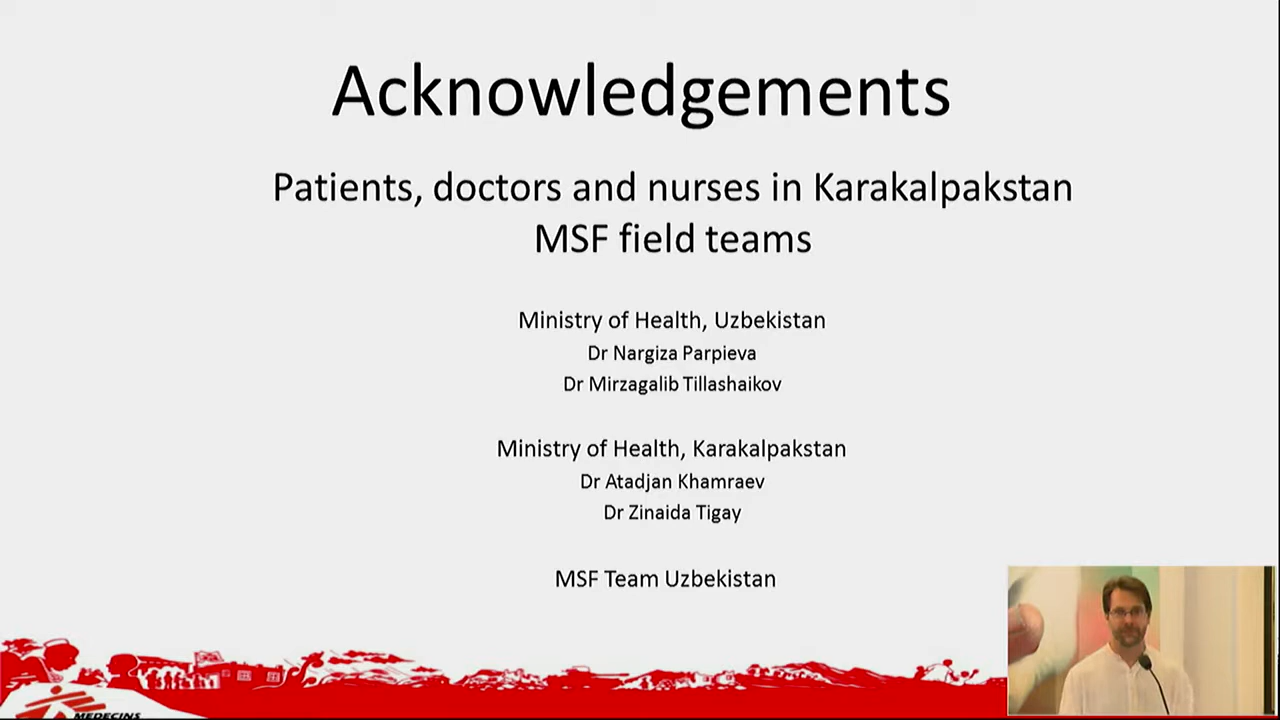 Acknowledgements
Patients, doctors and nurses in Karakalpakstan
MSF field teams
Ministry of Health, Uzbekistan
Dr Nargiza Parpieva
Dr Mirzagalib Tillashaikov
Ministry of Health, Karakalpakstan
Dr Atadjan Khamraev
Dr Zinaida Tigay
MSF Team Uzbekistan
MEDECINS